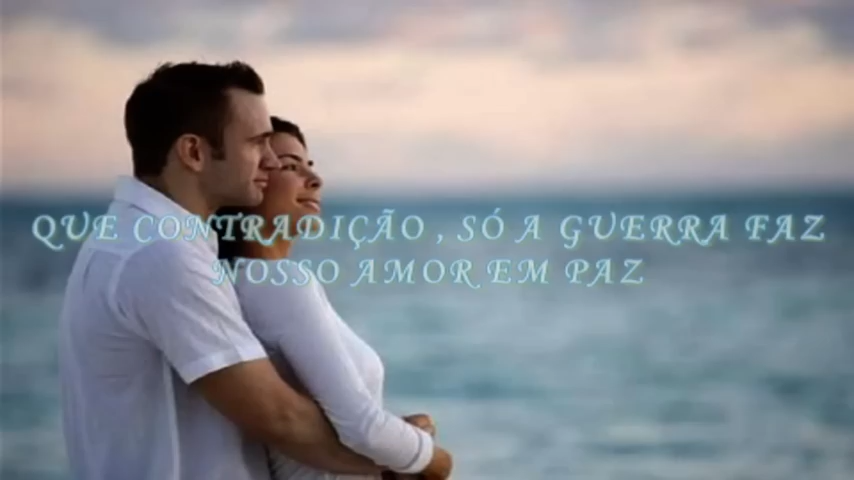 QUE CONTRADIÇÃO , SÓ A GUERRA FAZ
NOSSO AMOR EM PAZ